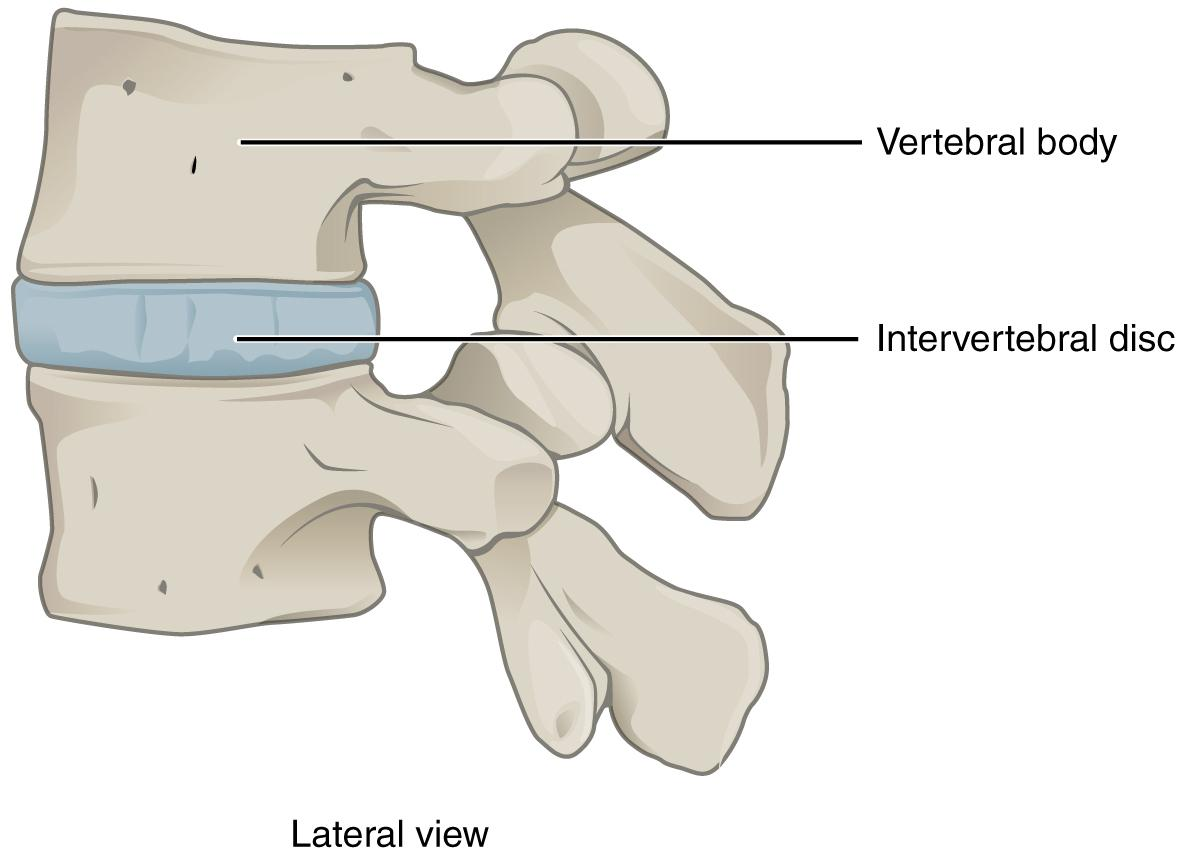 Vertebral body
Intervertebral disc
Lateral view